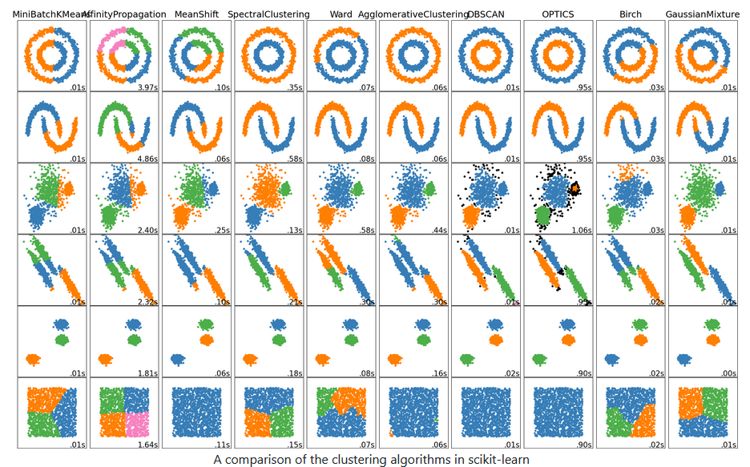 MiniBatchKMeans AffinityPropagation MeanShift SpectralClustering Ward AgglomerativeClustering DBSCAN OPTICS Birch GaussianMixture
.01s 3.97s .10s .35s .07s .06s .01s .95s .03s .01s
.01s 4.86s .06s .58s .08s .06s .01s .95s .03s .01s
.01s 2.40s .25s .13s .58s .44s .01s 1.06s .03s .01s
.01s 2.32s .10s .21s .30s .30s .01s .02s .01s
.01s 1.81s .06s .18s .08s .16s .02s .90s .02s .00s
.01s 1.64s .11s .15s .07s .06s .01s .90s .02s .01s
A comparison of the clustering algorithms in scikit-learn